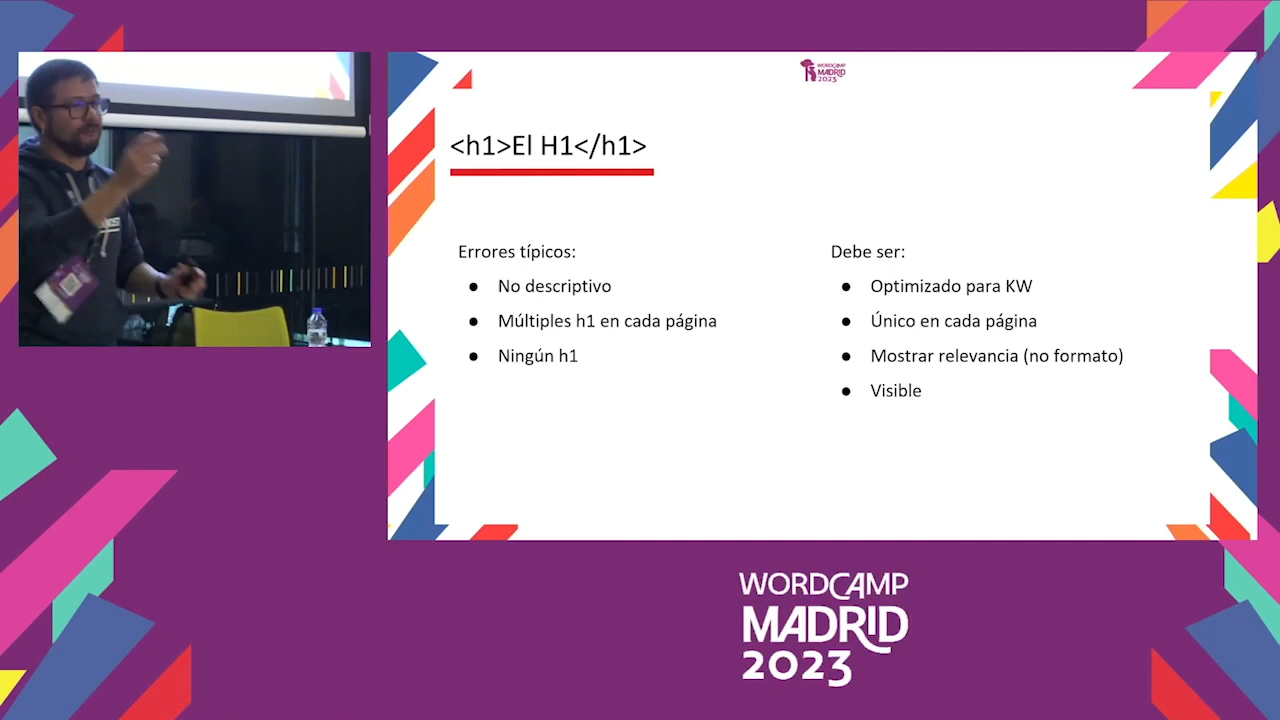 WORDCAMP
MADRID
2023
<h1>El H1</h1>
Errores típicos:
● No descriptivo
● Múltiples h1 en cada página
● Ningún h1
Debe ser:
● Optimizado para KW
● Único en cada página
● Mostrar relevancia (no formato)
● Visible
WORDCAMP
MADRID
2023